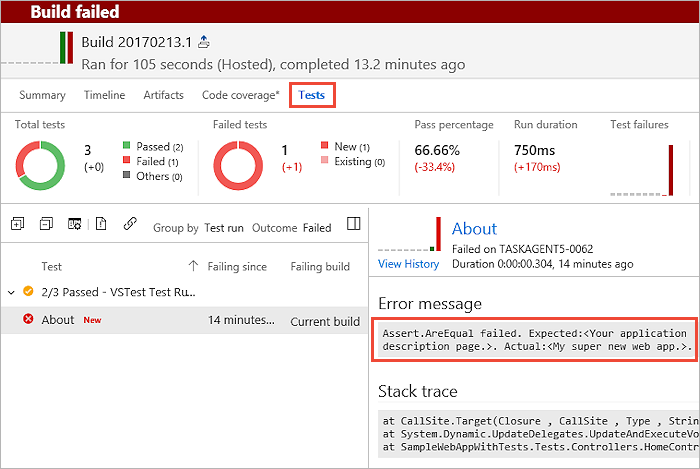 Build failed
Build 20170213.1
Ran for 105 seconds (Hosted), completed 13.2 minutes ago
Summary Timeline Artifacts Code coverage* Tests
Total tests Failed tests Pass percentage Run duration Test failures
3 Passed (2) 1 New (1) 66.66% 750ms
(+0) Failed (1) (+1) Existing (0) (-33.4%) (+170ms)
Others (0)
Group by Test run Outcome Failed
Test Failing since Failing build
2/3 Passed - VSTest Test Ru...
About New 14 minutes... Current build
About
Failed on TASKAGENT5-0062
View History Duration 0:00:00.304, 14 minutes ago
Error message
Assert.AreEqual failed. Expected:<Your application
description page.>. Actual:<My super new web app.>.
Stack trace
at CallSite.Target(Closure , CallSite , Type , Strin
at System.Dynamic.UpdateDelegates.UpdateAndExecuteVo
at SampleWebAppWithTests.Tests.Controllers.HomeContr